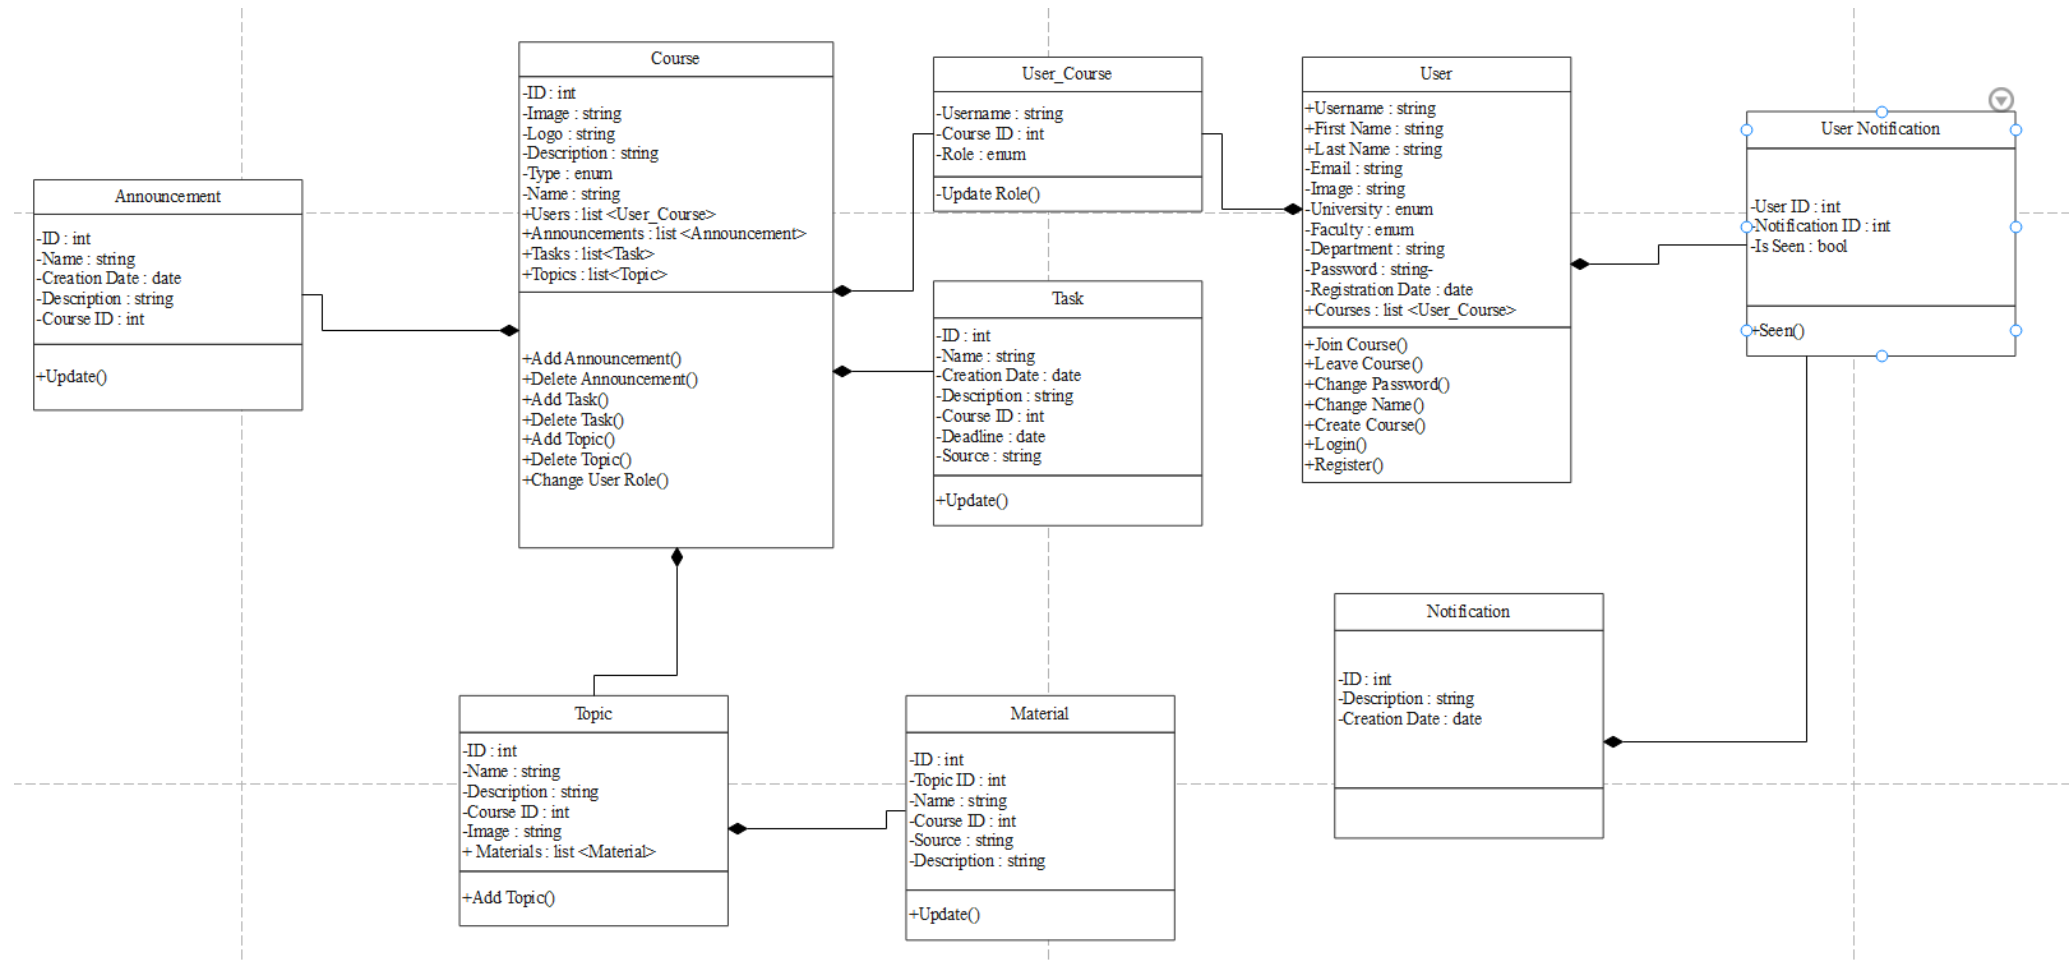 Announcement
-ID : int
-Name : string
-Creation Date : date
-Description : string
-Course ID : int
+Update()
Course
-ID : int
-Image : string
-Logo : string
-Description : string
-Type : enum
-Name : string
+Users : list <User_Course>
+Announcements : list <Announcement>
+Tasks : list<Task>
+Topics : list<Topic>
+Add Announcement()
+Delete Announcement()
+Add Task()
+Delete Task()
+Add Topic()
+Delete Topic()
+Change User Role()
User_Course
-Username : string
-Course ID : int
-Role : enum
-Update Role()
Task
-ID : int
-Name : string
-Creation Date : date
-Description : string
-Course ID : int
-Deadline : date
-Source : string
+Update()
User
+Username : string
+First Name : string
+Last Name : string
-Email : string
-Image : string
-University : enum
-Faculty : enum
-Department : string
-Password : string-
-Registration Date : date
+Courses : list <User_Course>
+Join Course()
+Leave Course()
+Change Password()
+Change Name()
+Create Course()
+Login()
+Register()
User Notification
-User ID : int
-Notification ID : int
-Is Seen : bool
+Seen()
Topic
-ID : int
-Name : string
-Description : string
-Course ID : int
-Image : string
+ Materials : list <Material>
+Add Topic()
Material
-ID : int
-Topic ID : int
-Name : string
-Course ID : int
-Source : string
-Description : string
+Update()
Notification
-ID : int
-Description : string
-Creation Date : date